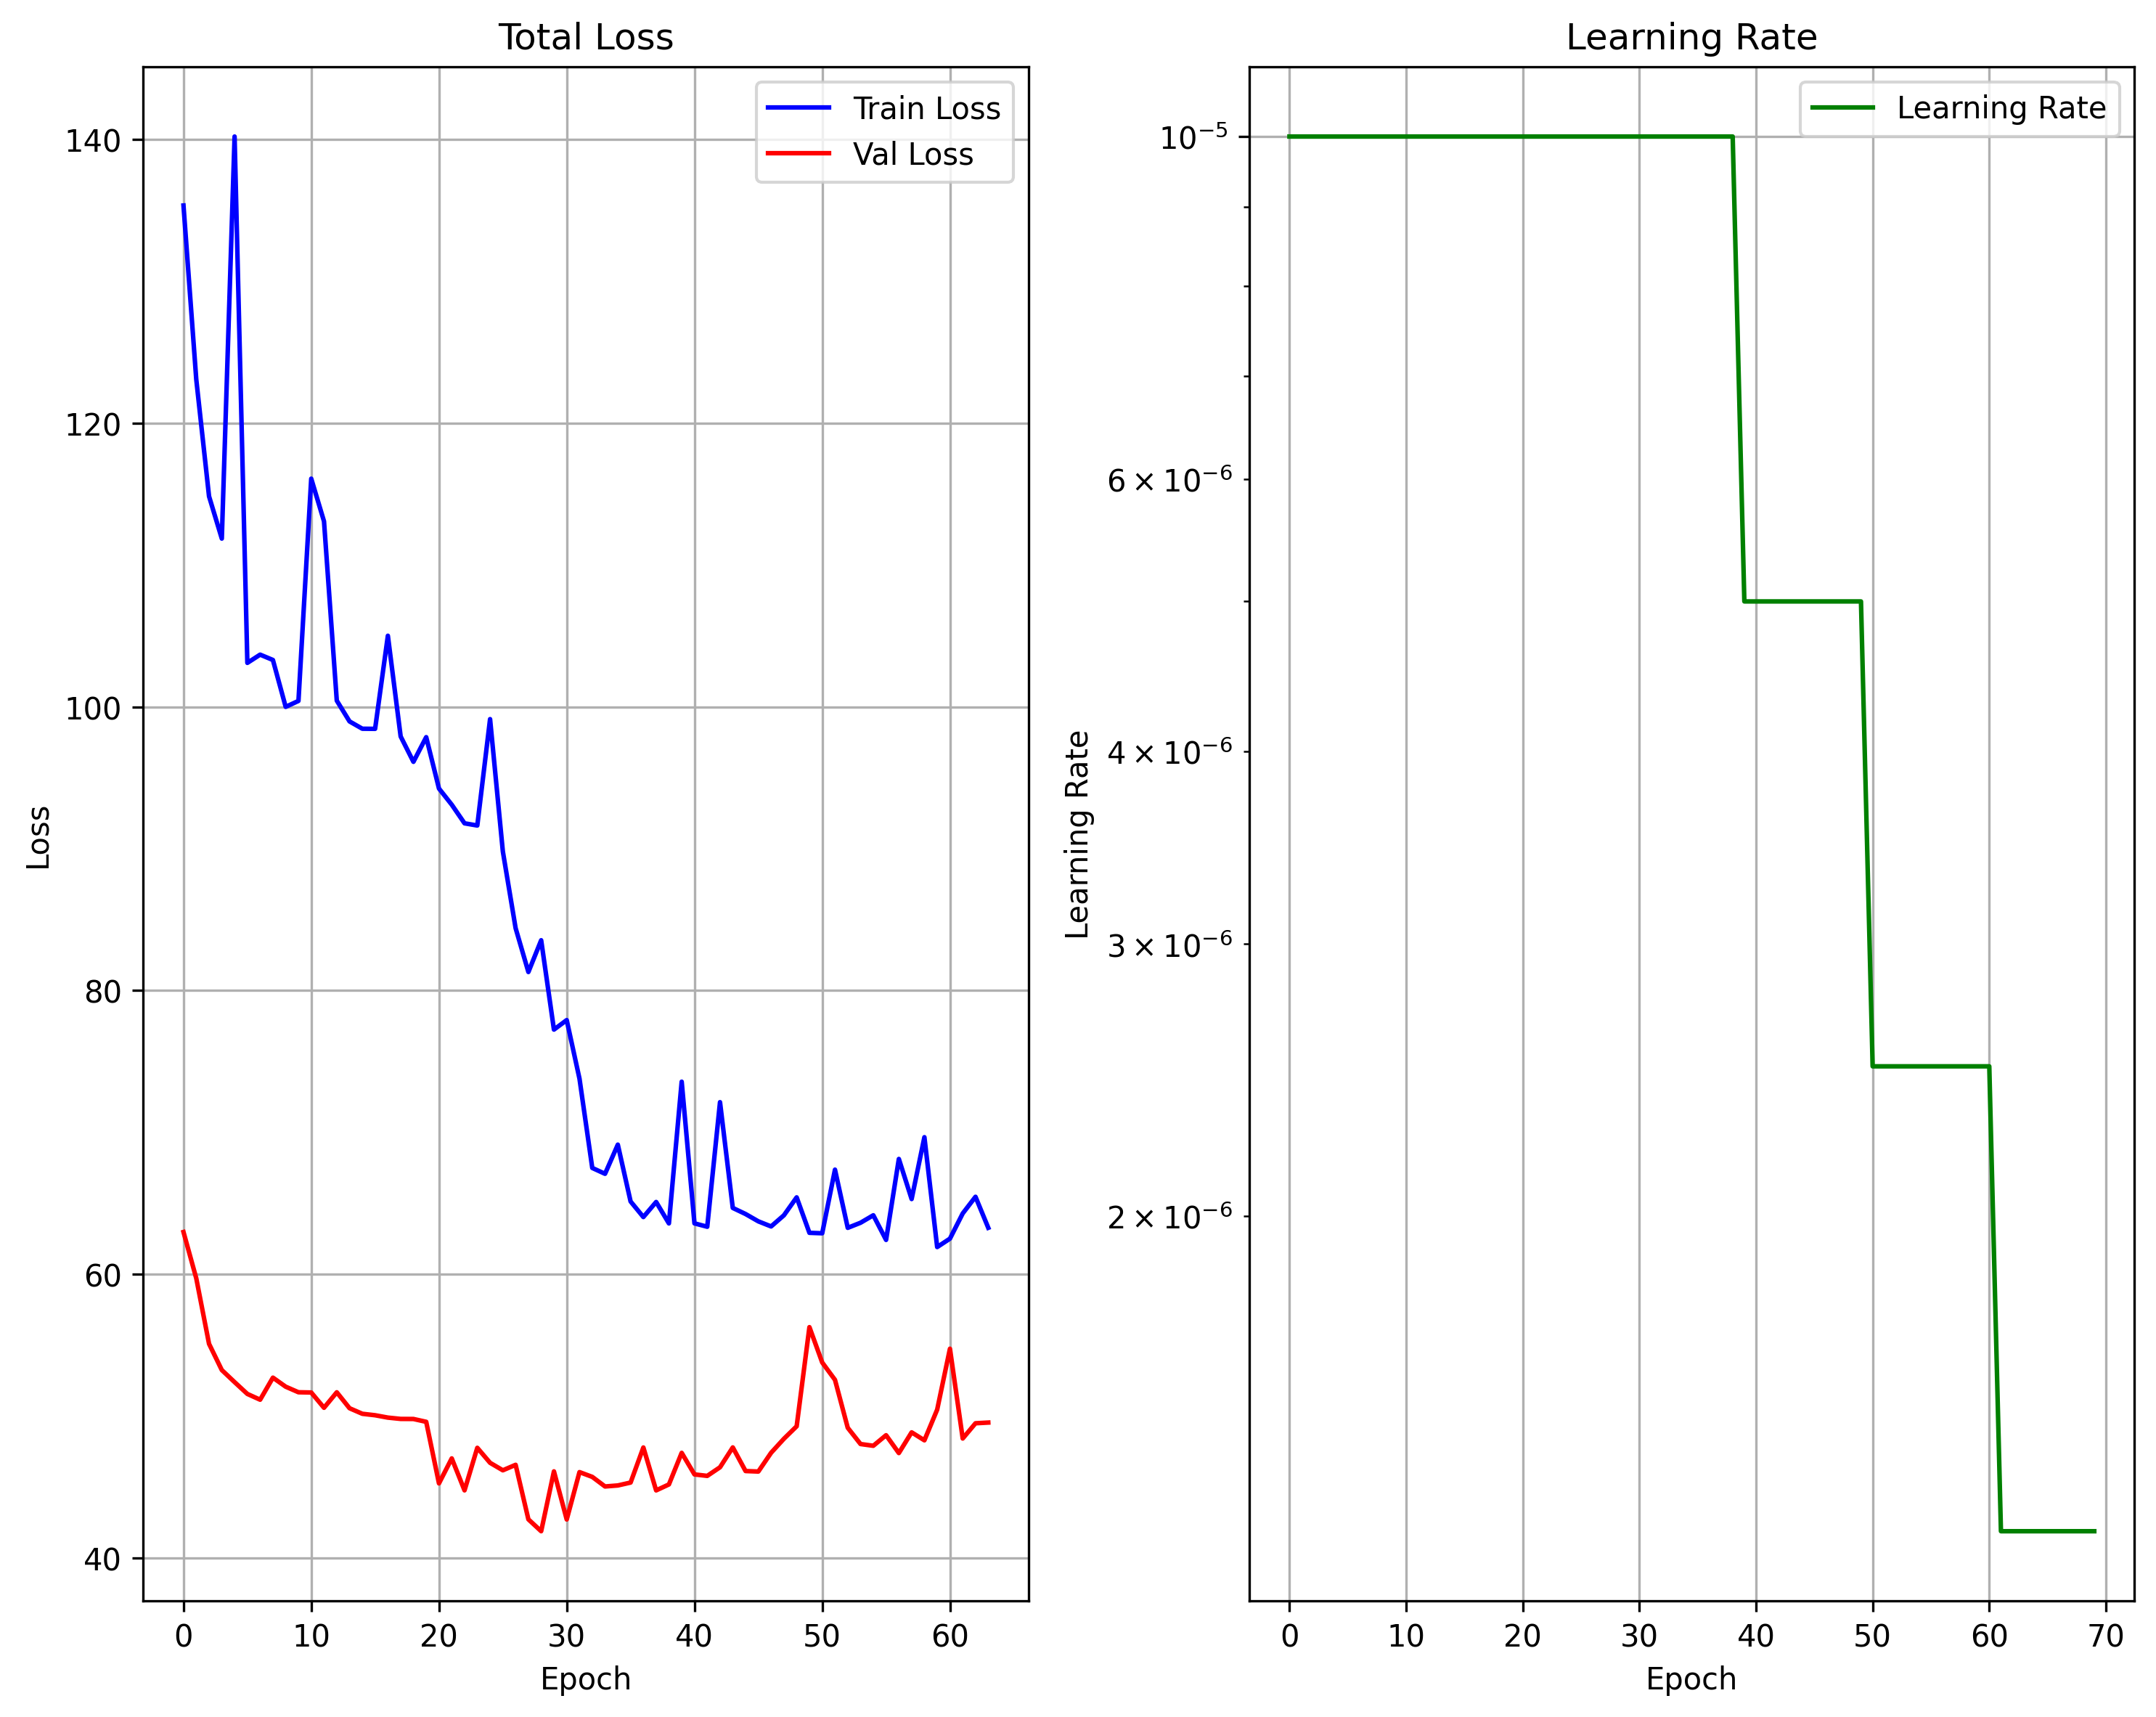 Total Loss
Train Loss
Val Loss
140
120
100
80
60
40
Loss
0 10 20 30 40 50 60
Epoch
Learning Rate
Learning Rate
10⁻⁵
6 × 10⁻⁶
4 × 10⁻⁶
3 × 10⁻⁶
2 × 10⁻⁶
Learning Rate
0 10 20 30 40 50 60 70
Epoch